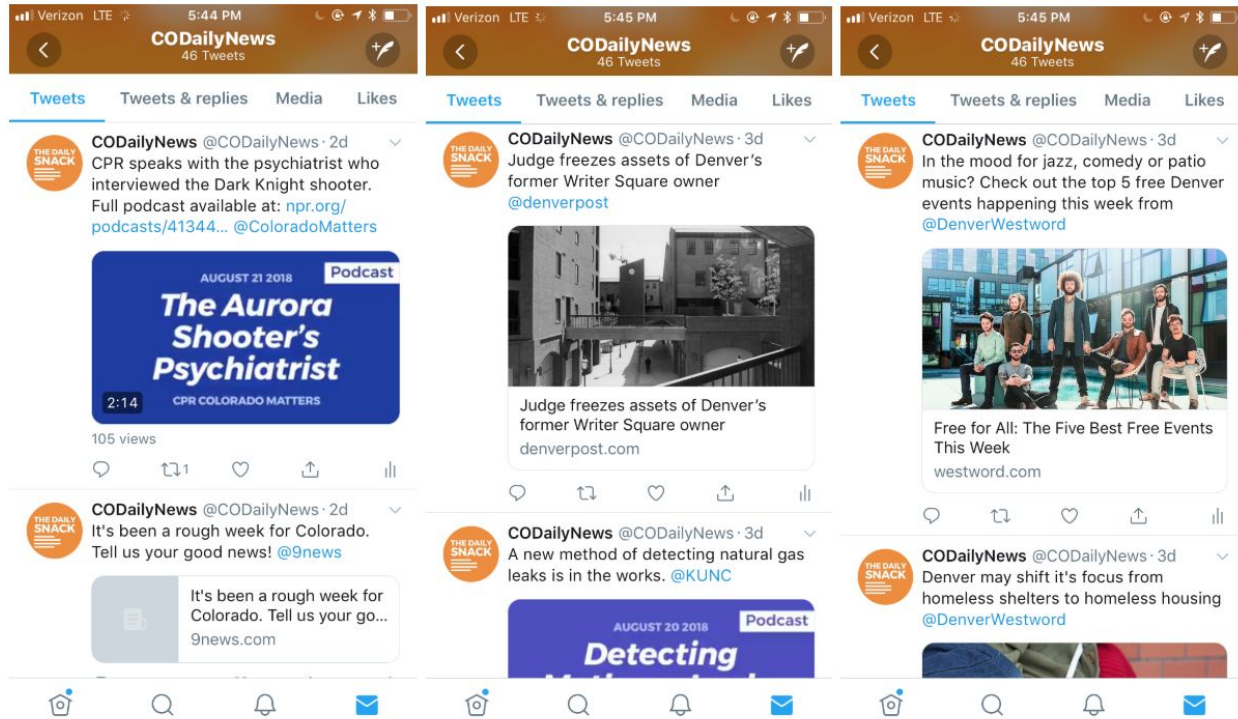 Verizon LTE 5:44 PM
CODailyNews
46 Tweets
Tweets Tweets & replies Media Likes
THE DAILY
SNACK
CODailyNews @CODailyNews · 2d
CPR speaks with the psychiatrist who
interviewed the Dark Knight shooter.
Full podcast available at: npr.org/
podcasts/41344... @ColoradoMatters
AUGUST 21 2018
Podcast
The Aurora
Shooter's
Psychiatrist
2:14
CPR COLORADO MATTERS
105 views
1
THE DAILY
SNACK
CODailyNews @CODailyNews · 2d
It's been a rough week for Colorado.
Tell us your good news! @9news
It's been a rough week for
Colorado. Tell us your go...
9news.com
Verizon LTE 5:45 PM
CODailyNews
46 Tweets
Tweets Tweets & replies Media Likes
THE DAILY
SNACK
CODailyNews @CODailyNews · 3d
Judge freezes assets of Denver's
former Writer Square owner
@denverpost
Judge freezes assets of Denver's
former Writer Square owner
denverpost.com
THE DAILY
SNACK
CODailyNews @CODailyNews · 3d
A new method of detecting natural gas
leaks is in the works. @KUNC
AUGUST 20 2018
Podcast
Detecting
Verizon LTE 5:45 PM
CODailyNews
46 Tweets
Tweets Tweets & replies Media Likes
THE DAILY
SNACK
CODailyNews @CODailyNews · 3d
In the mood for jazz, comedy or patio
music? Check out the top 5 free Denver
events happening this week from
@DenverWestword
Free for All: The Five Best Free Events
This Week
westword.com
THE DAILY
SNACK
CODailyNews @CODailyNews · 3d
Denver may shift it's focus from
homeless shelters to homeless housing
@DenverWestword